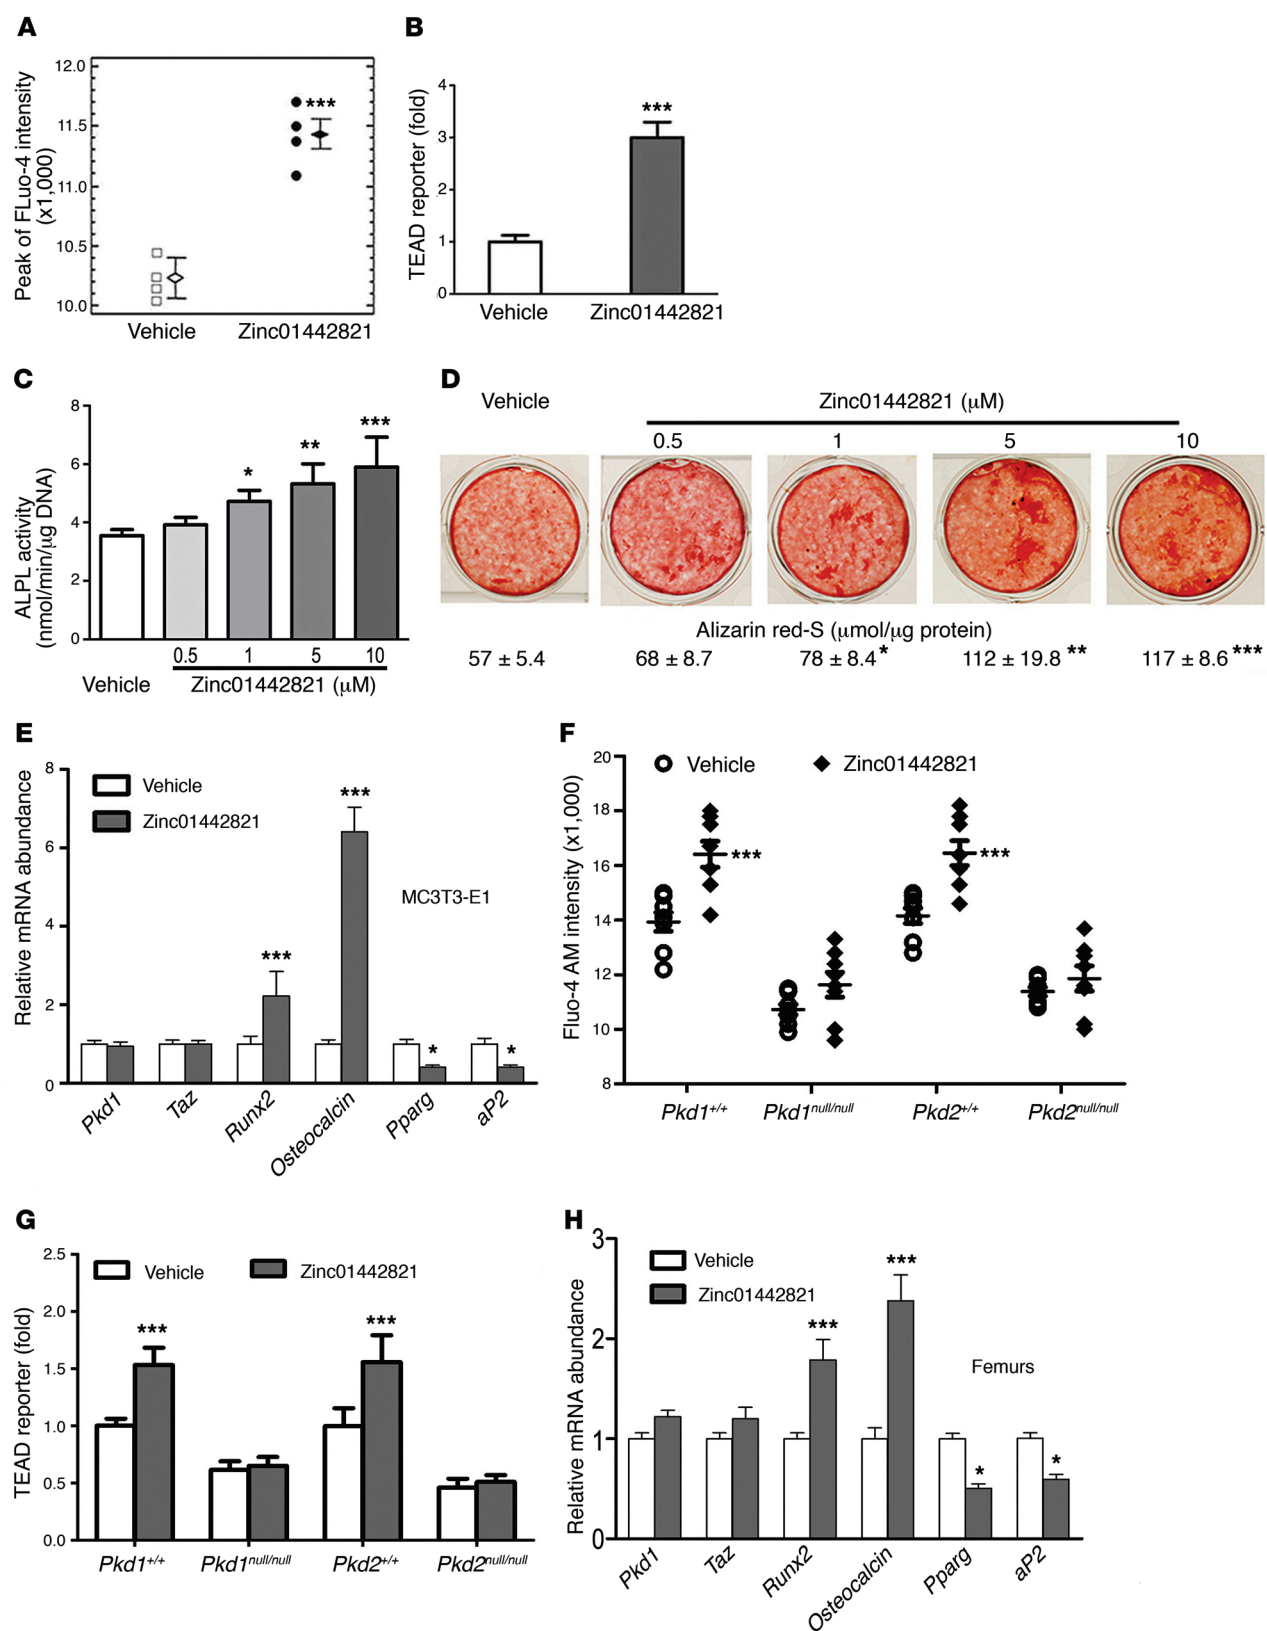 A
Peak of FLuo-4 intensity
(x1,000)
12.0
11.5
11.0
10.5
10.0
***
Vehicle
Zinc01442821
B
TEAD reporter (fold)
4
3
2
1
0
***
Vehicle
Zinc01442821
C
ALPL activity
(nmol/min/µg DNA)
8
6
4
2
0
*
**
***
0.5 1 5 10
Vehicle
Zinc01442821 (µM)
D
Vehicle
Zinc01442821 (µM)
0.5 1 5 10
Alizarin red-S (µmol/µg protein)
57 ± 5.4 68 ± 8.7 78 ± 8.4* 112 ± 19.8 ** 117 ± 8.6***
E
Relative mRNA abundance
8
6
4
2
0
Vehicle
Zinc01442821
MC3T3-E1
***
***
*
*
Pkd1
Taz
Runx2
Osteocalcin
Pparg
aP2
F
Fluo-4 AM intensity (x1,000)
20
18
16
14
12
10
8
Vehicle
Zinc01442821
***
***
Pkd1+/+
Pkd1null/null
Pkd2+/+
Pkd2null/null
G
TEAD reporter (fold)
2.5
2.0
1.5
1.0
0.5
0.0
Vehicle
Zinc01442821
***
***
Pkd1+/+
Pkd1null/null
Pkd2+/+
Pkd2null/null
H
Relative mRNA abundance
3
2
1
0
Vehicle
Zinc01442821
Femurs
***
***
*
*
Pkd1
Taz
Runx2
Osteocalcin
Pparg
aP2